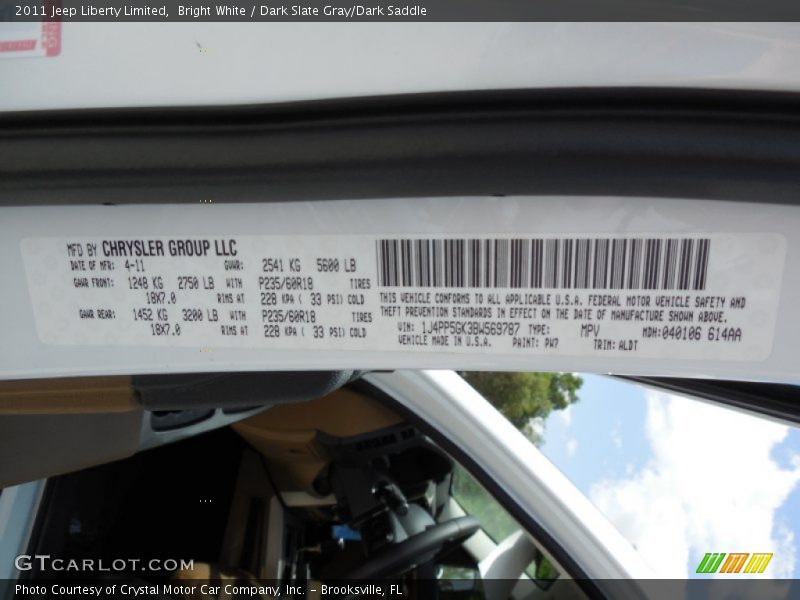 2011 Jeep Liberty Limited,  Bright White / Dark Slate Gray/Dark Saddle
MFD BY CHRYSLER GROUP LLC
DATE OF MFR: 4-11 GVWR: 2541 KG 5600 LB
GAWR FRONT: 1248 KG 2750 LB WITH P235/60R18 TIRES
18X7.0 RIMS AT 228 KPA ( 33 PSI) COLD
GAWR REAR: 1452 KG 3200 LB WITH P235/60R18 TIRES
18X7.0 RIMS AT 228 KPA ( 33 PSI) COLD
THIS VEHICLE CONFORMS TO ALL APPLICABLE U.S.A. FEDERAL MOTOR VEHICLE SAFETY AND
THEFT PREVENTION STANDARDS IN EFFECT ON THE DATE OF MANUFACTURE SHOWN ABOVE.
VIN: 1J4PP5GK3BW569787 TYPE: MPV MDH: 040106 614AA
VEHICLE MADE IN U.S.A. PAINT: PW7 TRIM: ALDT
GTCARLOT.COM
Photo Courtesy of Crystal Motor Car Company, Inc. – Brooksville, FL